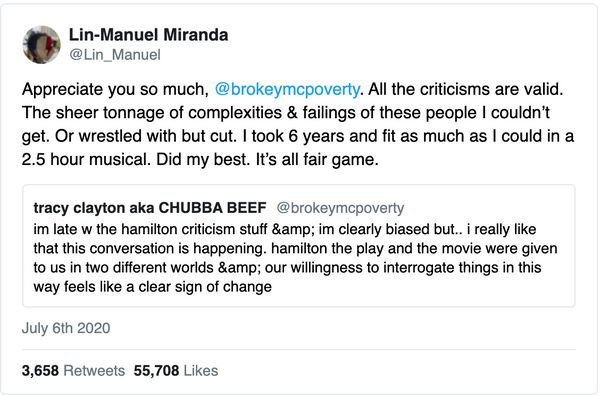 Lin-Manuel Miranda
@Lin_Manuel
Appreciate you so much, @brokeymcpoverty. All the criticisms are valid.
The sheer tonnage of complexities & failings of these people I couldn't
get. Or wrestled with but cut. I took 6 years and fit as much as I could in a
2.5 hour musical. Did my best. It's all fair game.
tracy clayton aka CHUBBA BEEF @brokeymcpoverty
im late w the hamilton criticism stuff &amp; im clearly biased but.. i really like
that this conversation is happening. hamilton the play and the movie were given
to us in two different worlds &amp; our willingness to interrogate things in this
way feels like a clear sign of change
July 6th 2020
3,658 Retweets 55,708 Likes